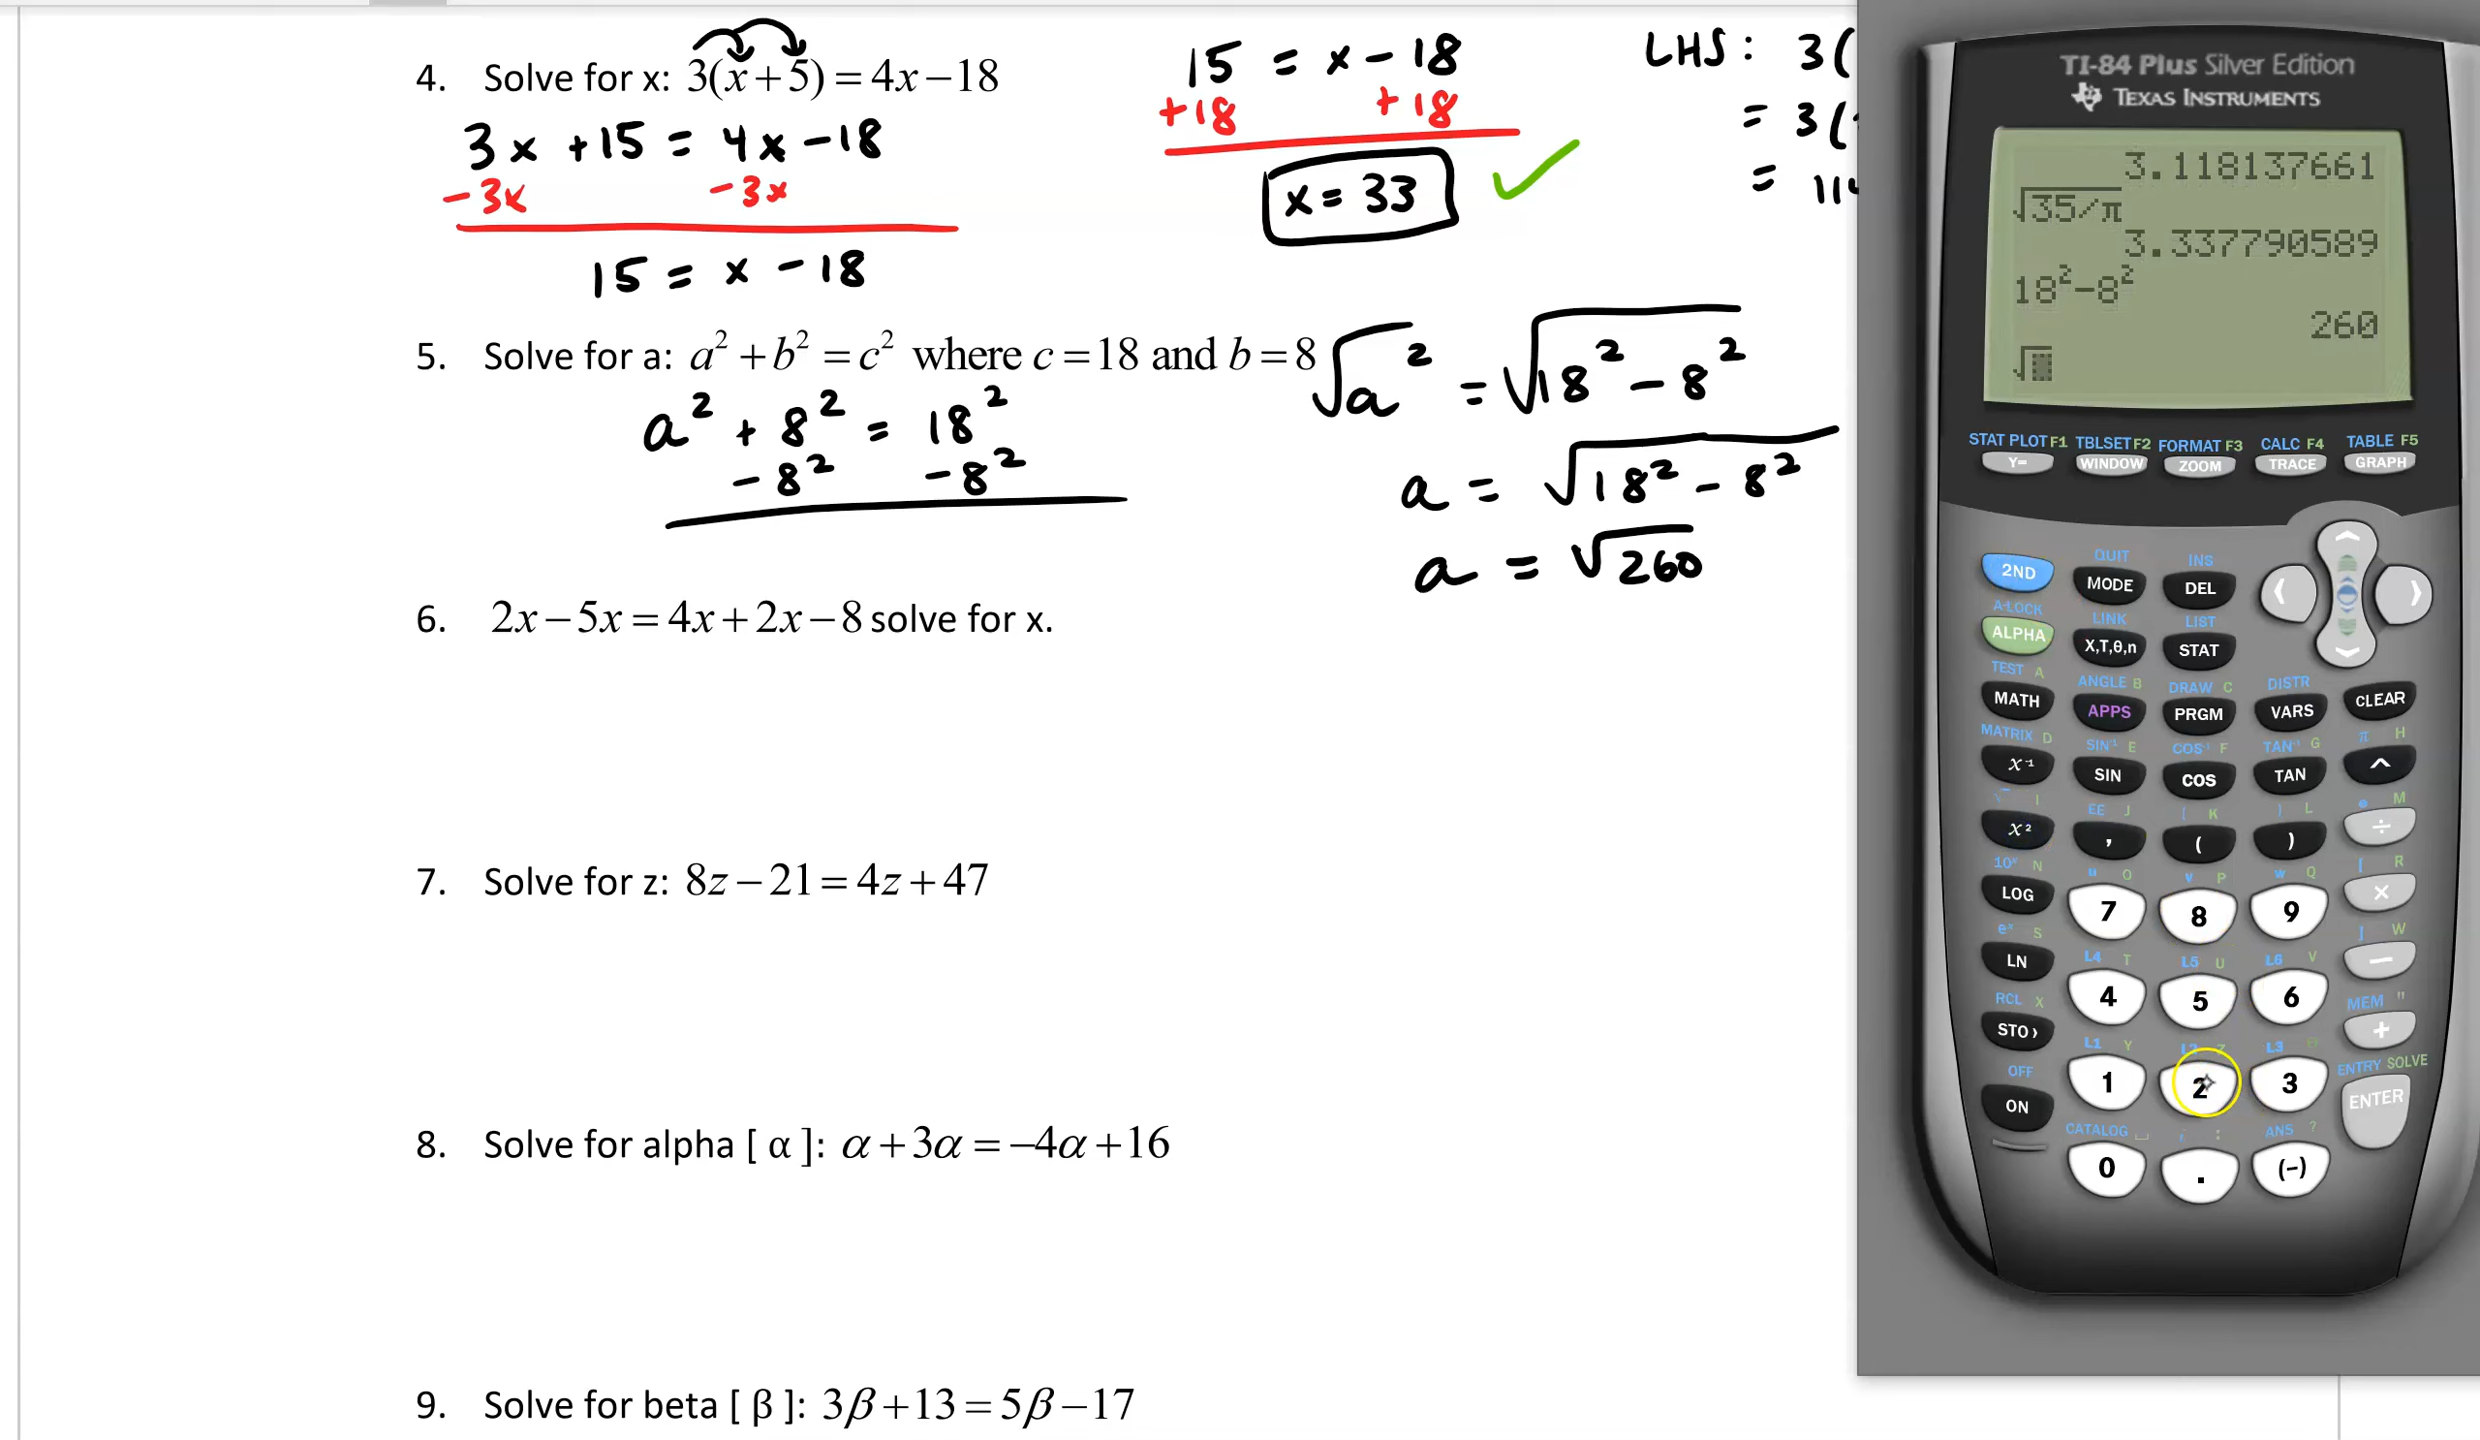 4. Solve for x: 3(x+5)=4x−18
3x +15 = 4x −18
−3x −3x
15 = x −18
15 = x − 18
+18 +18
x = 33
LHS: 3(
= 3(
= 114
5. Solve for a: a²+b²=c² where c=18 and b=8
a² + 8² = 18²
−8² −8²
√a² = √18² − 8²
a = √18² − 8²
a = √260
6. 2x−5x=4x+2x−8 solve for x.
7. Solve for z: 8z−21=4z+47
8. Solve for alpha [ α ]: α+3α=−4α+16
9. Solve for beta [ β ]: 3β+13=5β−17
TI-84 Plus Silver Edition
TEXAS INSTRUMENTS
3.118137661
√35/π
3.337790589
18²-8²
260
√
STAT PLOT F1 TBLSET F2 FORMAT F3 CALC F4 TABLE F5
Y= WINDOW ZOOM TRACE GRAPH
QUIT INS
2ND MODE DEL
A-LOCK LINK LIST
ALPHA X,T,θ,n STAT
TEST A ANGLE B DRAW C DISTR
MATH APPS PRGM VARS CLEAR
MATRIX D SIN⁻¹ E COS⁻¹ F TAN⁻¹ G π H
x⁻¹ SIN COS TAN ^
√ I EE J { K } L e M
x² , ( ) ÷
10ˣ N u O v P w Q [ R
LOG 7 8 9 ×
eˣ S L4 T L5 U L6 V ] W
LN 4 5 6 −
RCL X L1 Y L2 Z L3 MEM "
STO› 1 2 3 +
OFF CATALOG : ANS ? ENTRY SOLVE
ON 0 . (−) ENTER